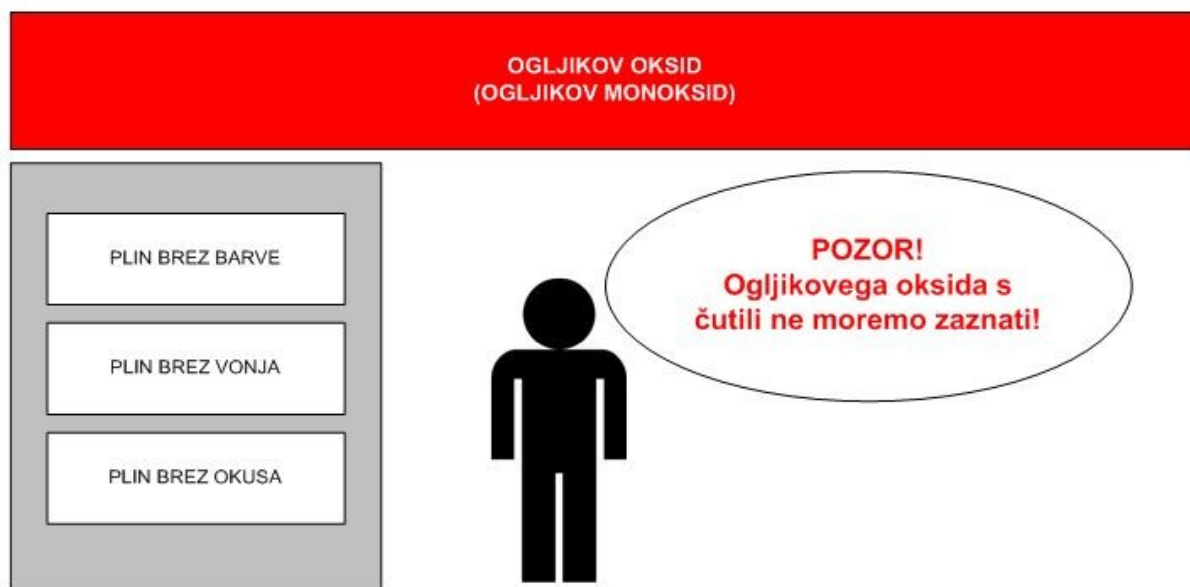 OGLJIKOV OKSID
(OGLJIKOV MONOKSID)
PLIN BREZ BARVE
PLIN BREZ VONJA
PLIN BREZ OKUSA
POZOR!
Ogljikovega oksida s
čutili ne moremo zaznati!